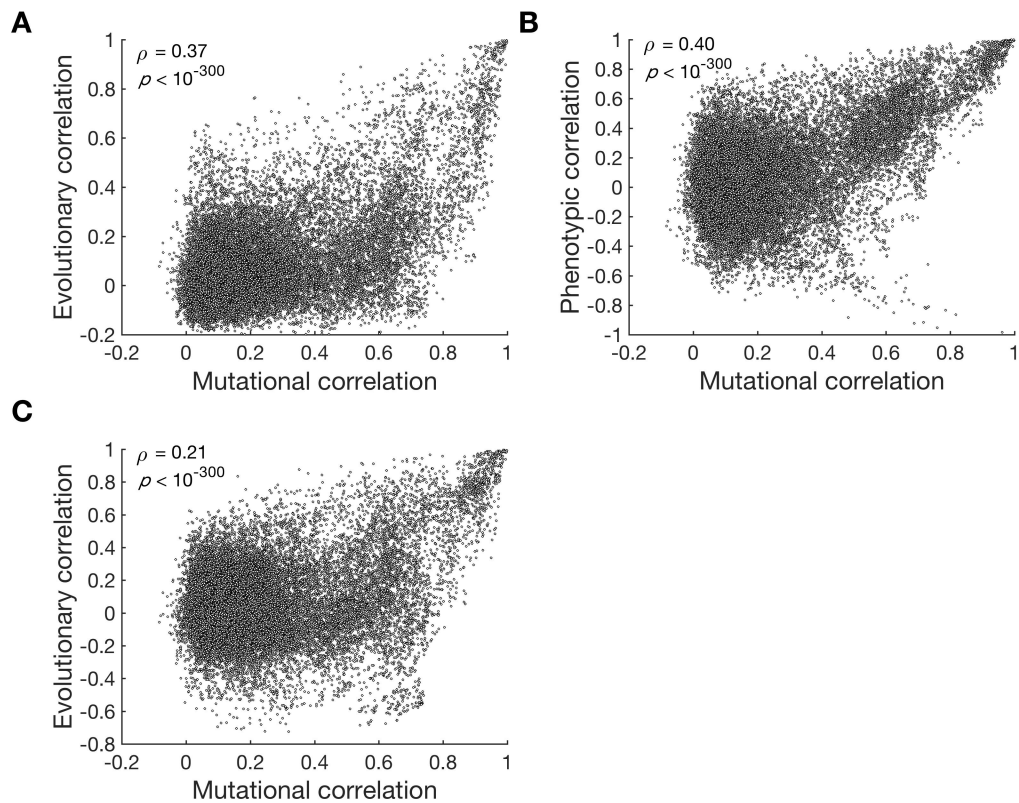 A
ρ = 0.37
p < 10^-300
1
0.8
0.6
0.4
0.2
0
-0.2
Evolutionary correlation
-0.2 0 0.2 0.4 0.6 0.8 1
Mutational correlation
B
ρ = 0.40
p < 10^-300
1
0.8
0.6
0.4
0.2
0
-0.2
-0.4
-0.6
-0.8
-1
Phenotypic correlation
-0.2 0 0.2 0.4 0.6 0.8 1
Mutational correlation
C
ρ = 0.21
p < 10^-300
1
0.8
0.6
0.4
0.2
0
-0.2
-0.4
-0.6
-0.8
Evolutionary correlation
-0.2 0 0.2 0.4 0.6 0.8 1
Mutational correlation